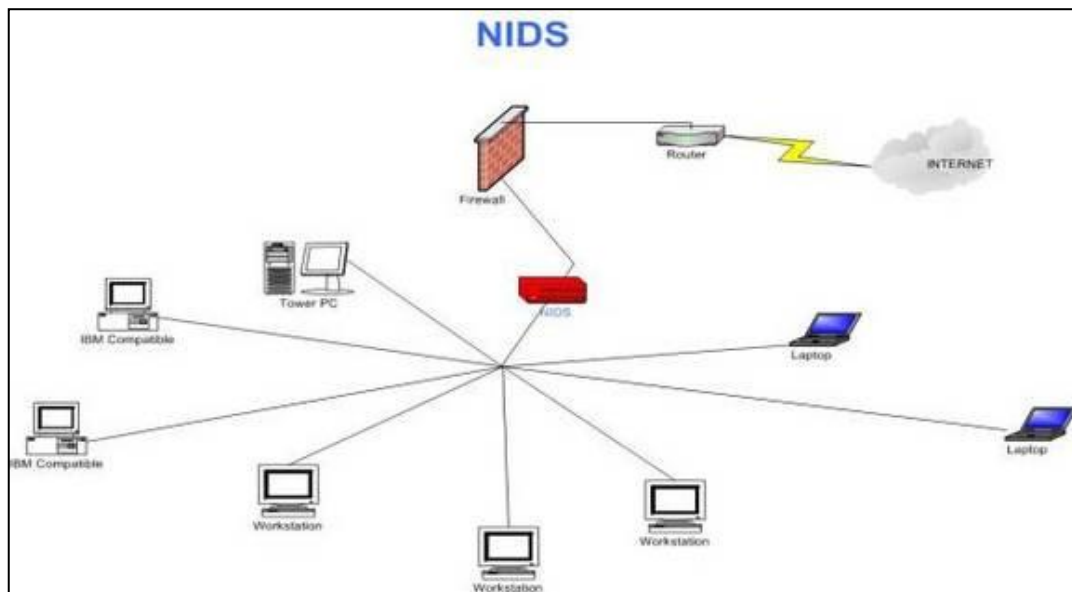 NIDS
Router
INTERNET
Firewall
NIDS
Tower PC
IBM Compatible
Laptop
IBM Compatible
Laptop
Workstation
Workstation
Workstation